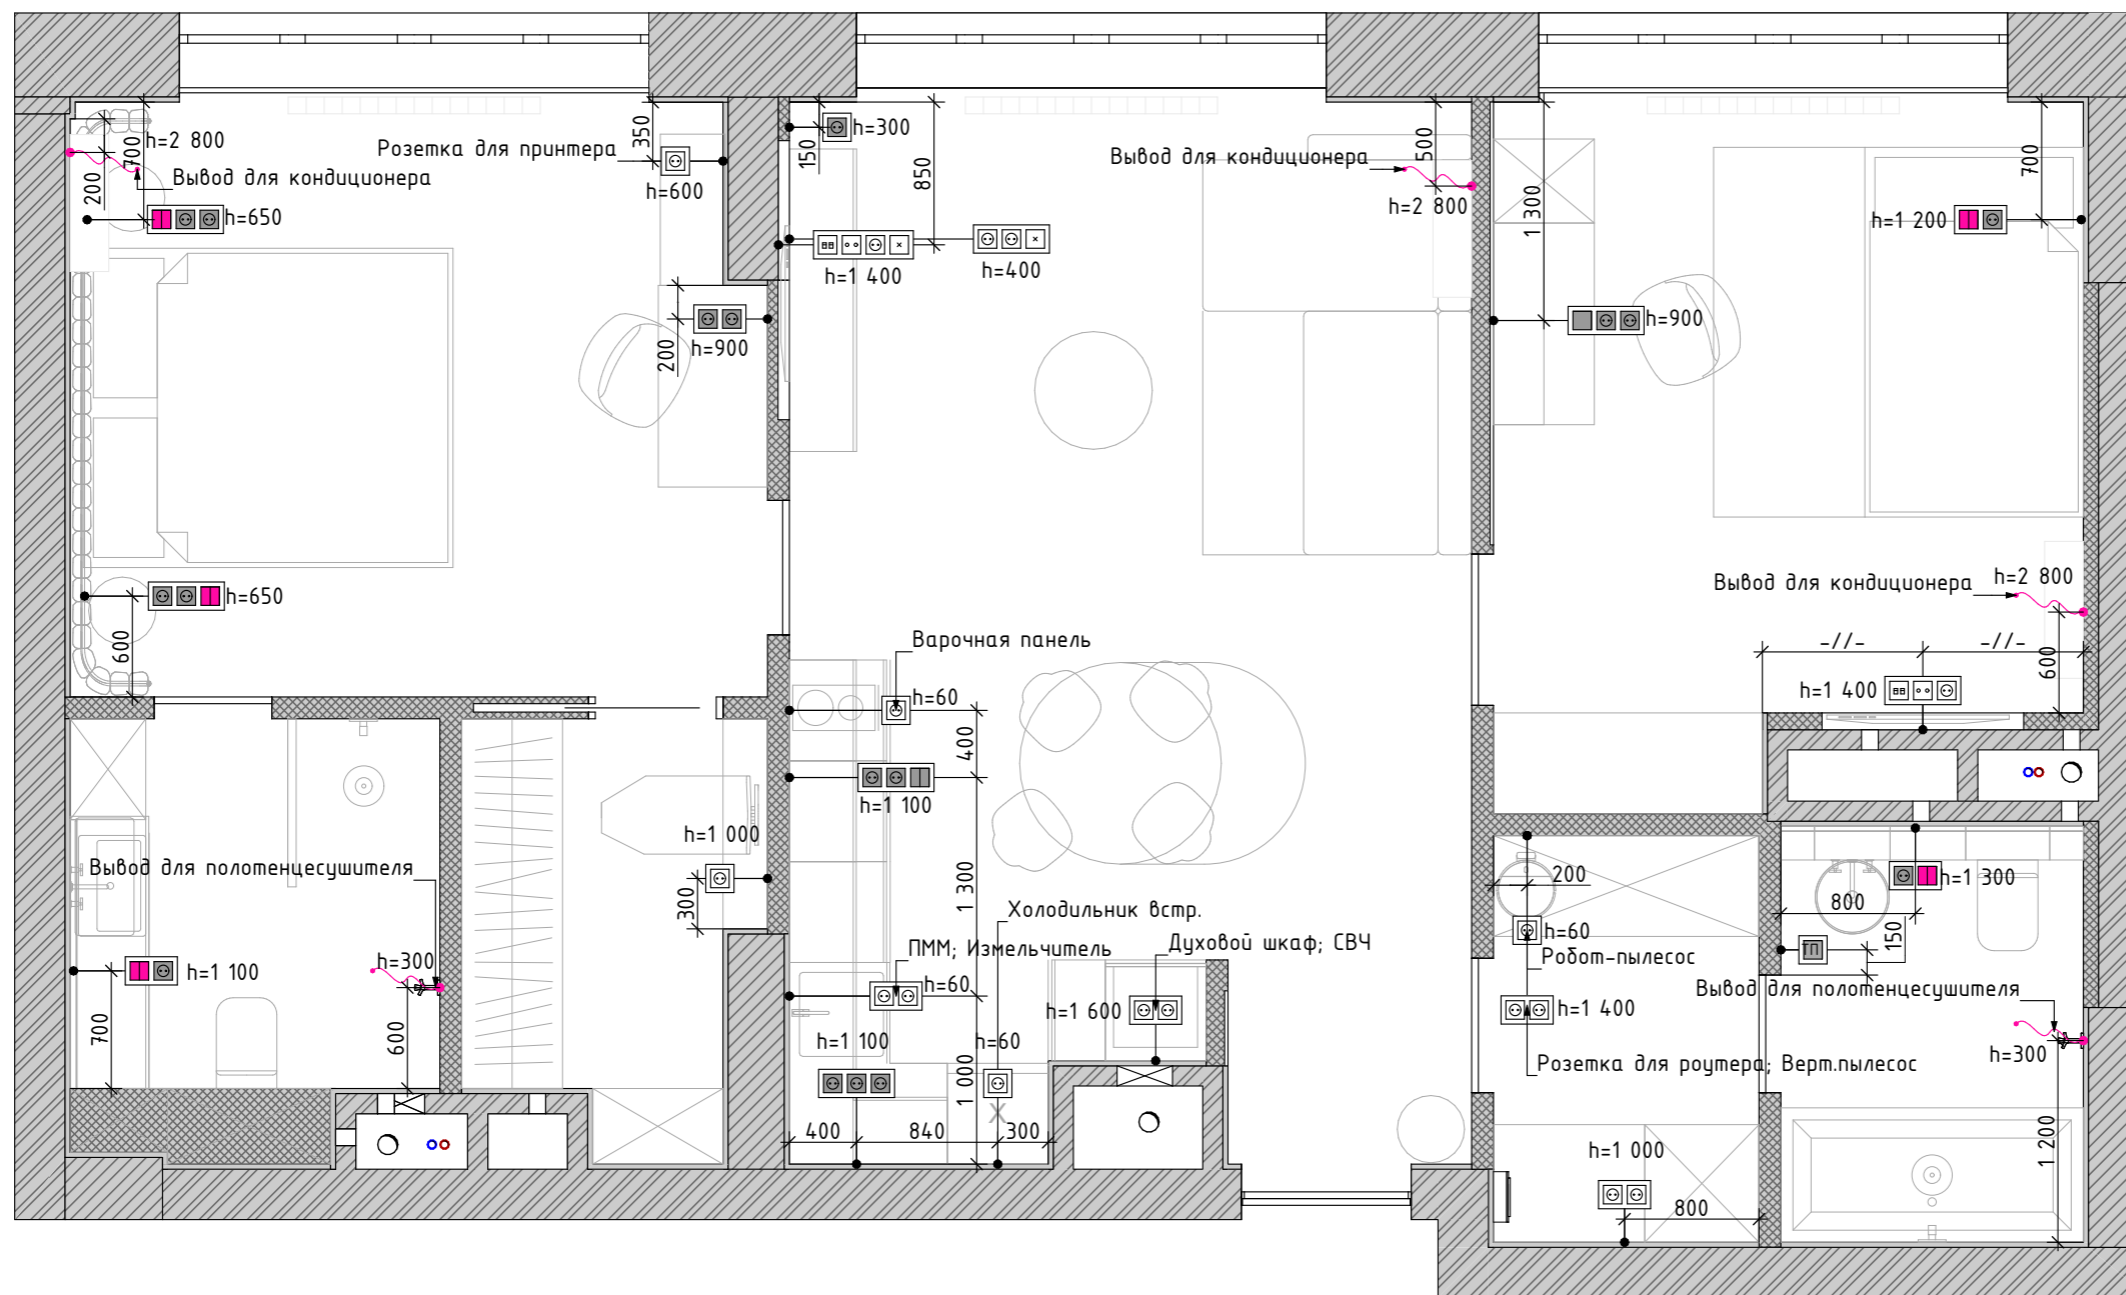 h=2 800
700
200
Вывод для кондиционера
h=650
Розетка для принтера
350
h=600
200
h=900
h=650
600
h=300
150
850
h=1 400
h=400
Вывод для кондиционера
500
h=2 800
1 300
h=900
700
h=1 200
Вывод для кондиционера
h=2 800
-//-
-//-
600
h=1 400
Варочная панель
h=60
400
h=1 100
1 300
h=1 000
300
Вывод для полотенцесушителя
h=300
h=1 100
700
600
Холодильник встр.
ПММ; Измельчитель
h=60
Духовой шкаф; СВЧ
h=1 600
h=1 100
h=60
1 000
X
400
840
300
200
h=60
Робот-пылесос
h=1 400
Розетка для роутера; Верт.пылесос
h=1 300
800
150
ТП
Вывод для полотенцесушителя
h=300
1 200
h=1 000
800